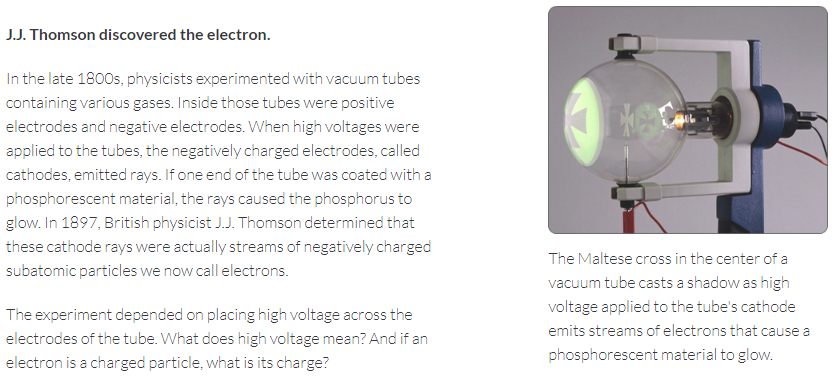 J.J. Thomson discovered the electron.
In the late 1800s, physicists experimented with vacuum tubes
containing various gases. Inside those tubes were positive
electrodes and negative electrodes. When high voltages were
applied to the tubes, the negatively charged electrodes, called
cathodes, emitted rays. If one end of the tube was coated with a
phosphorescent material, the rays caused the phosphorus to
glow. In 1897, British physicist J.J. Thomson determined that
these cathode rays were actually streams of negatively charged
subatomic particles we now call electrons.
The experiment depended on placing high voltage across the
electrodes of the tube. What does high voltage mean? And if an
electron is a charged particle, what is its charge?
The Maltese cross in the center of a
vacuum tube casts a shadow as high
voltage applied to the tube's cathode
emits streams of electrons that cause a
phosphorescent material to glow.